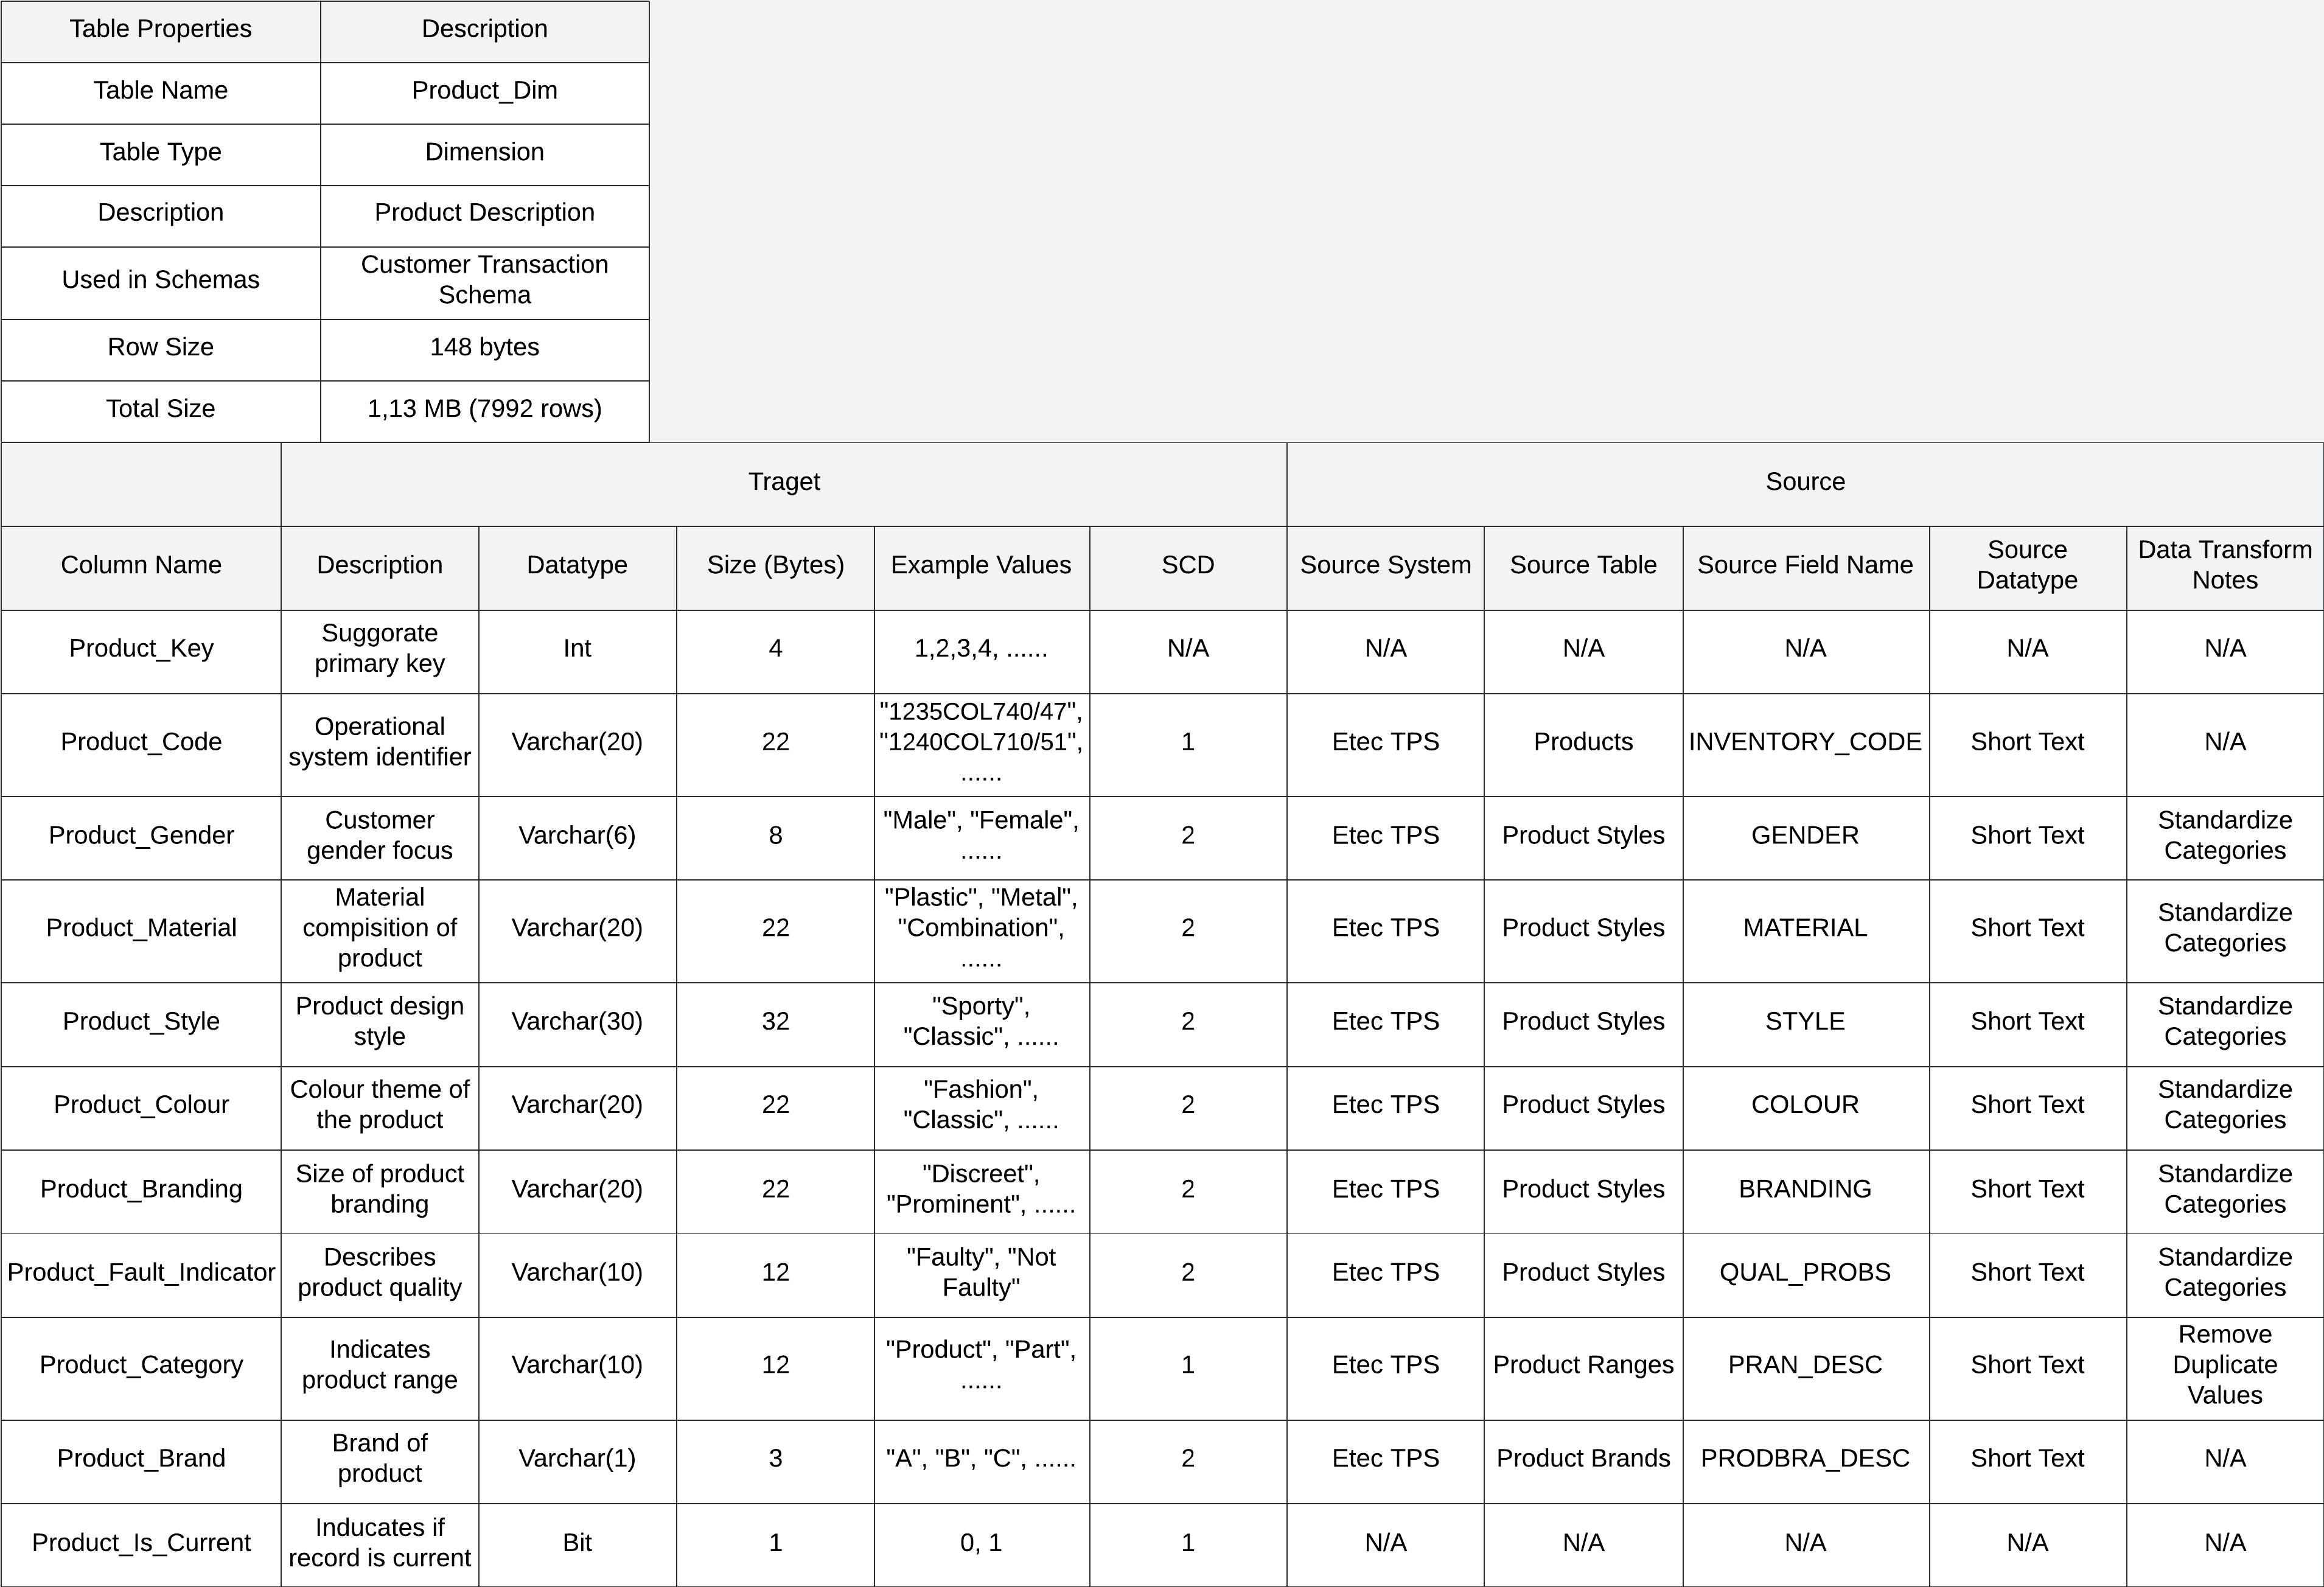 Table Properties Description
Table Name Product_Dim
Table Type Dimension
Description Product Description
Used in Schemas Customer Transaction
Schema
Row Size 148 bytes
Total Size 1,13 MB (7992 rows)
Traget Source
Column Name Description Datatype Size (Bytes) Example Values SCD Source System Source Table Source Field Name Source
Datatype Data Transform
Notes
Product_Key Suggorate
primary key Int 4 1,2,3,4, ...... N/A N/A N/A N/A N/A N/A
Product_Code Operational
system identifier Varchar(20) 22 "1235COL740/47",
"1240COL710/51",
...... 1 Etec TPS Products INVENTORY_CODE Short Text N/A
Product_Gender Customer
gender focus Varchar(6) 8 "Male", "Female",
...... 2 Etec TPS Product Styles GENDER Short Text Standardize
Categories
Product_Material Material
compisition of
product Varchar(20) 22 "Plastic", "Metal",
"Combination",
...... 2 Etec TPS Product Styles MATERIAL Short Text Standardize
Categories
Product_Style Product design
style Varchar(30) 32 "Sporty",
"Classic", ...... 2 Etec TPS Product Styles STYLE Short Text Standardize
Categories
Product_Colour Colour theme of
the product Varchar(20) 22 "Fashion",
"Classic", ...... 2 Etec TPS Product Styles COLOUR Short Text Standardize
Categories
Product_Branding Size of product
branding Varchar(20) 22 "Discreet",
"Prominent", ...... 2 Etec TPS Product Styles BRANDING Short Text Standardize
Categories
Product_Fault_Indicator Describes
product quality Varchar(10) 12 "Faulty", "Not
Faulty" 2 Etec TPS Product Styles QUAL_PROBS Short Text Standardize
Categories
Product_Category Indicates
product range Varchar(10) 12 "Product", "Part",
...... 1 Etec TPS Product Ranges PRAN_DESC Short Text Remove
Duplicate
Values
Product_Brand Brand of
product Varchar(1) 3 "A", "B", "C", ...... 2 Etec TPS Product Brands PRODBRA_DESC Short Text N/A
Product_Is_Current Inducates if
record is current Bit 1 0, 1 1 N/A N/A N/A N/A N/A